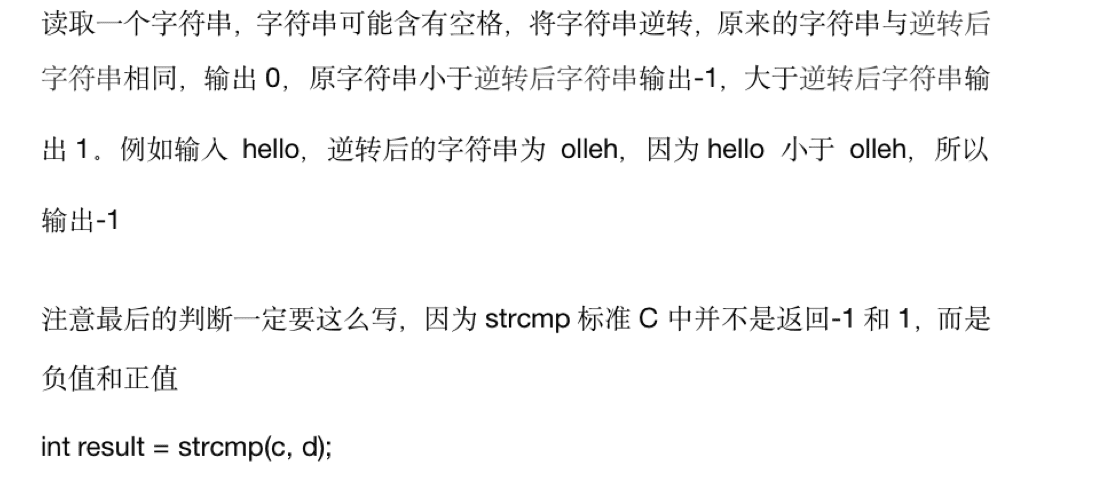 读取一个字符串，字符串可能含有空格，将字符串逆转，原来的字符串与逆转后
字符串相同，输出 0，原字符串小于逆转后字符串输出-1，大于逆转后字符串输
出 1。例如输入 hello，逆转后的字符串为 olleh，因为 hello 小于 olleh，所以
输出-1
注意最后的判断一定要这么写，因为 strcmp 标准 C 中并不是返回-1 和 1，而是
负值和正值
int result = strcmp(c, d);